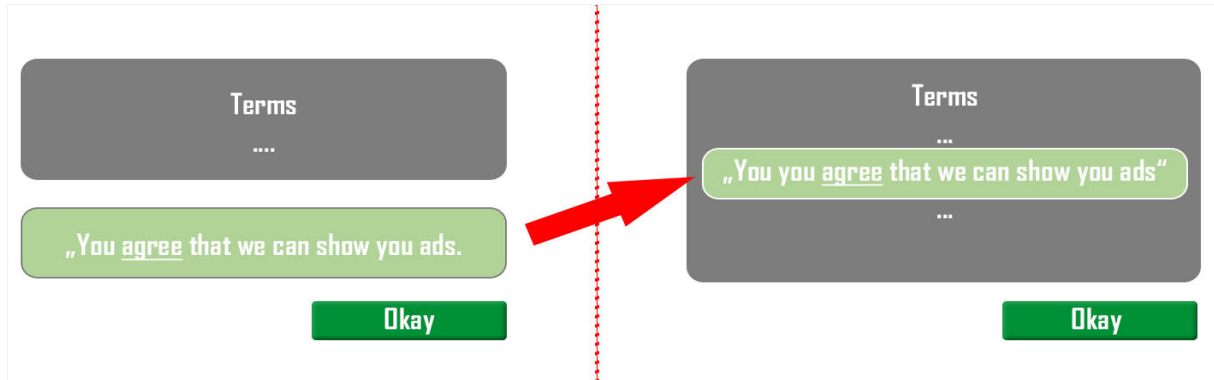 Terms
....
„You agree that we can show you ads.
Okay
Terms
...
„You you agree that we can show you ads“
...
Okay